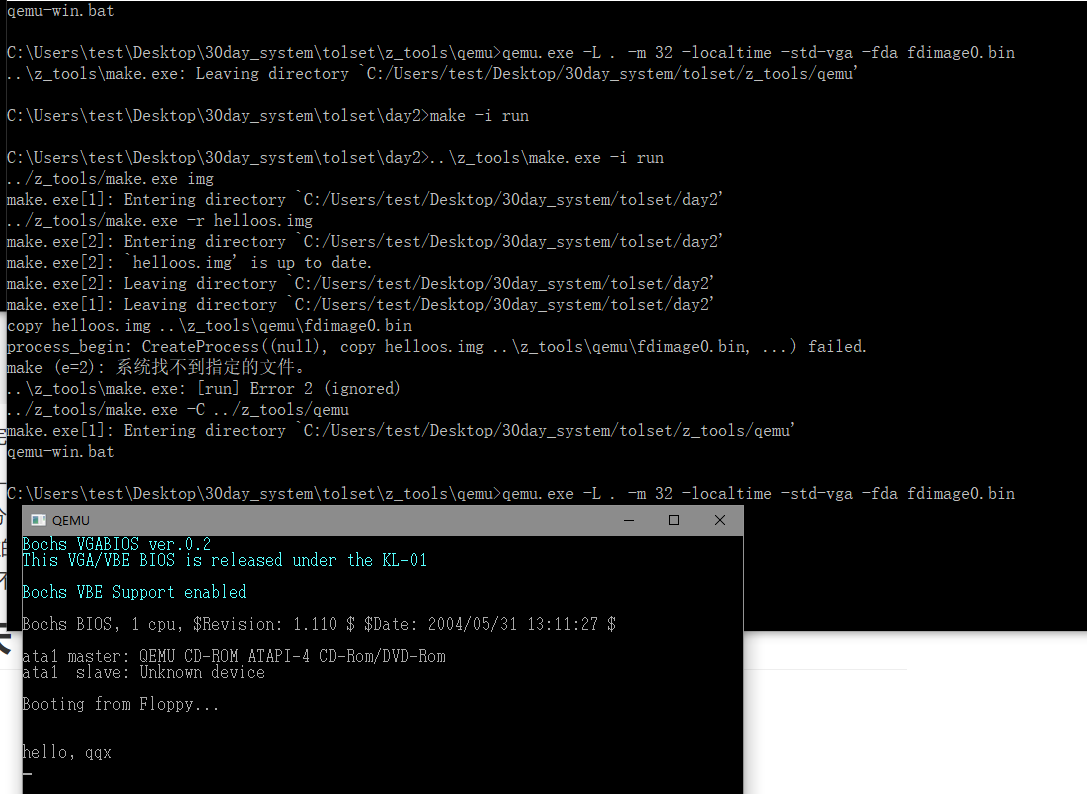 qemu-win.bat
C:\Users\test\Desktop\30day_system\tolset\z_tools\qemu>qemu.exe -L . -m 32 -localtime -std-vga -fda fdimage0.bin
..\z_tools\make.exe: Leaving directory `C:/Users/test/Desktop/30day_system/tolset/z_tools/qemu'
C:\Users\test\Desktop\30day_system\tolset\day2>make -i run
C:\Users\test\Desktop\30day_system\tolset\day2>..\z_tools\make.exe -i run
../z_tools/make.exe img
make.exe[1]: Entering directory `C:/Users/test/Desktop/30day_system/tolset/day2'
../z_tools/make.exe -r helloos.img
make.exe[2]: Entering directory `C:/Users/test/Desktop/30day_system/tolset/day2'
make.exe[2]: `helloos.img' is up to date.
make.exe[2]: Leaving directory `C:/Users/test/Desktop/30day_system/tolset/day2'
make.exe[1]: Leaving directory `C:/Users/test/Desktop/30day_system/tolset/day2'
copy helloos.img ..\z_tools\qemu\fdimage0.bin
process_begin: CreateProcess((null), copy helloos.img ..\z_tools\qemu\fdimage0.bin, ...) failed.
make (e=2): 系统找不到指定的文件。
..\z_tools\make.exe: [run] Error 2 (ignored)
../z_tools/make.exe -C ../z_tools/qemu
make.exe[1]: Entering directory `C:/Users/test/Desktop/30day_system/tolset/z_tools/qemu'
qemu-win.bat
C:\Users\test\Desktop\30day_system\tolset\z_tools\qemu>qemu.exe -L . -m 32 -localtime -std-vga -fda fdimage0.bin
QEMU
Bochs VGABIOS ver.0.2
This VGA/VBE BIOS is released under the KL-01
Bochs VBE Support enabled
Bochs BIOS, 1 cpu, $Revision: 1.110 $ $Date: 2004/05/31 13:11:27 $
ata1 master: QEMU CD-ROM ATAPI-4 CD-Rom/DVD-Rom
ata1  slave: Unknown device
Booting from Floppy...
hello, qqx